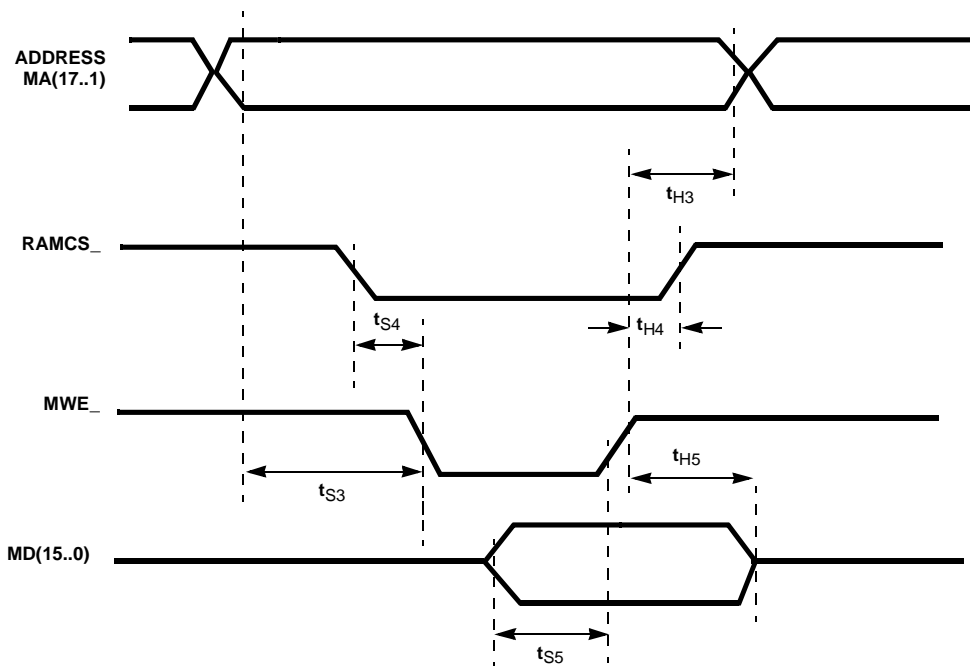 ADDRESS
MA(17..1)
tH3
RAMCS_
tS4
tH4
MWE_
tH5
tS3
MD(15..0)
tS5